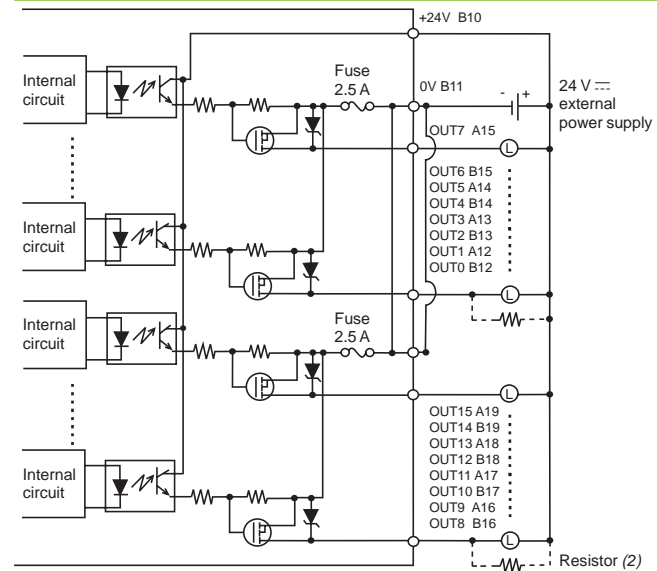 +24V B10
Internal
circuit
Fuse
2.5 A
0V B11
- +
24 V
external
power supply
OUT7 A15
L
OUT6 B15
OUT5 A14
OUT4 B14
OUT3 A13
OUT2 B13
OUT1 A12
OUT0 B12
Internal
circuit
L
Internal
circuit
Fuse
2.5 A
L
OUT15 A19
OUT14 B19
OUT13 A18
OUT12 B18
OUT11 A17
OUT10 B17
OUT9 A16
OUT8 B16
Internal
circuit
L
Resistor (2)